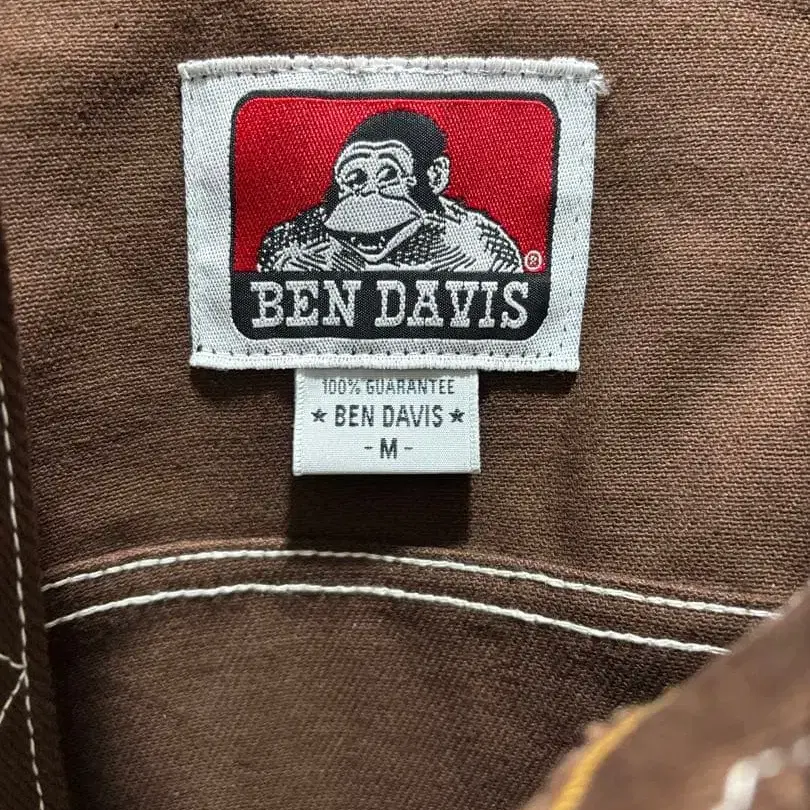 ®
BEN DAVIS
100% GUARANTEE
★ BEN DAVIS ★
- M -